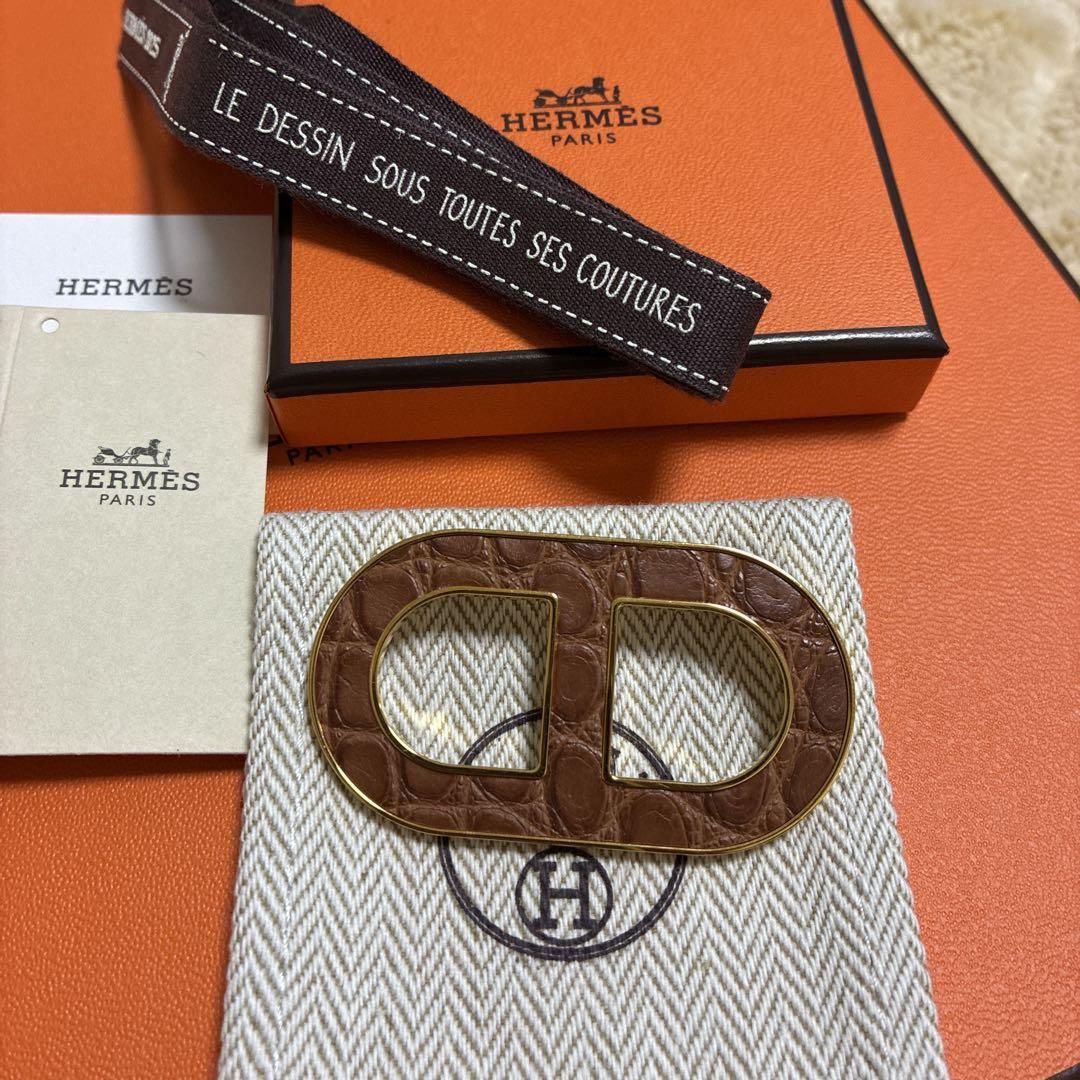 LE DESSIN SOUS TOUTES SES COUTURES
HERMÈS
PARIS
HERMÈS
HERMÈS
PARIS
H